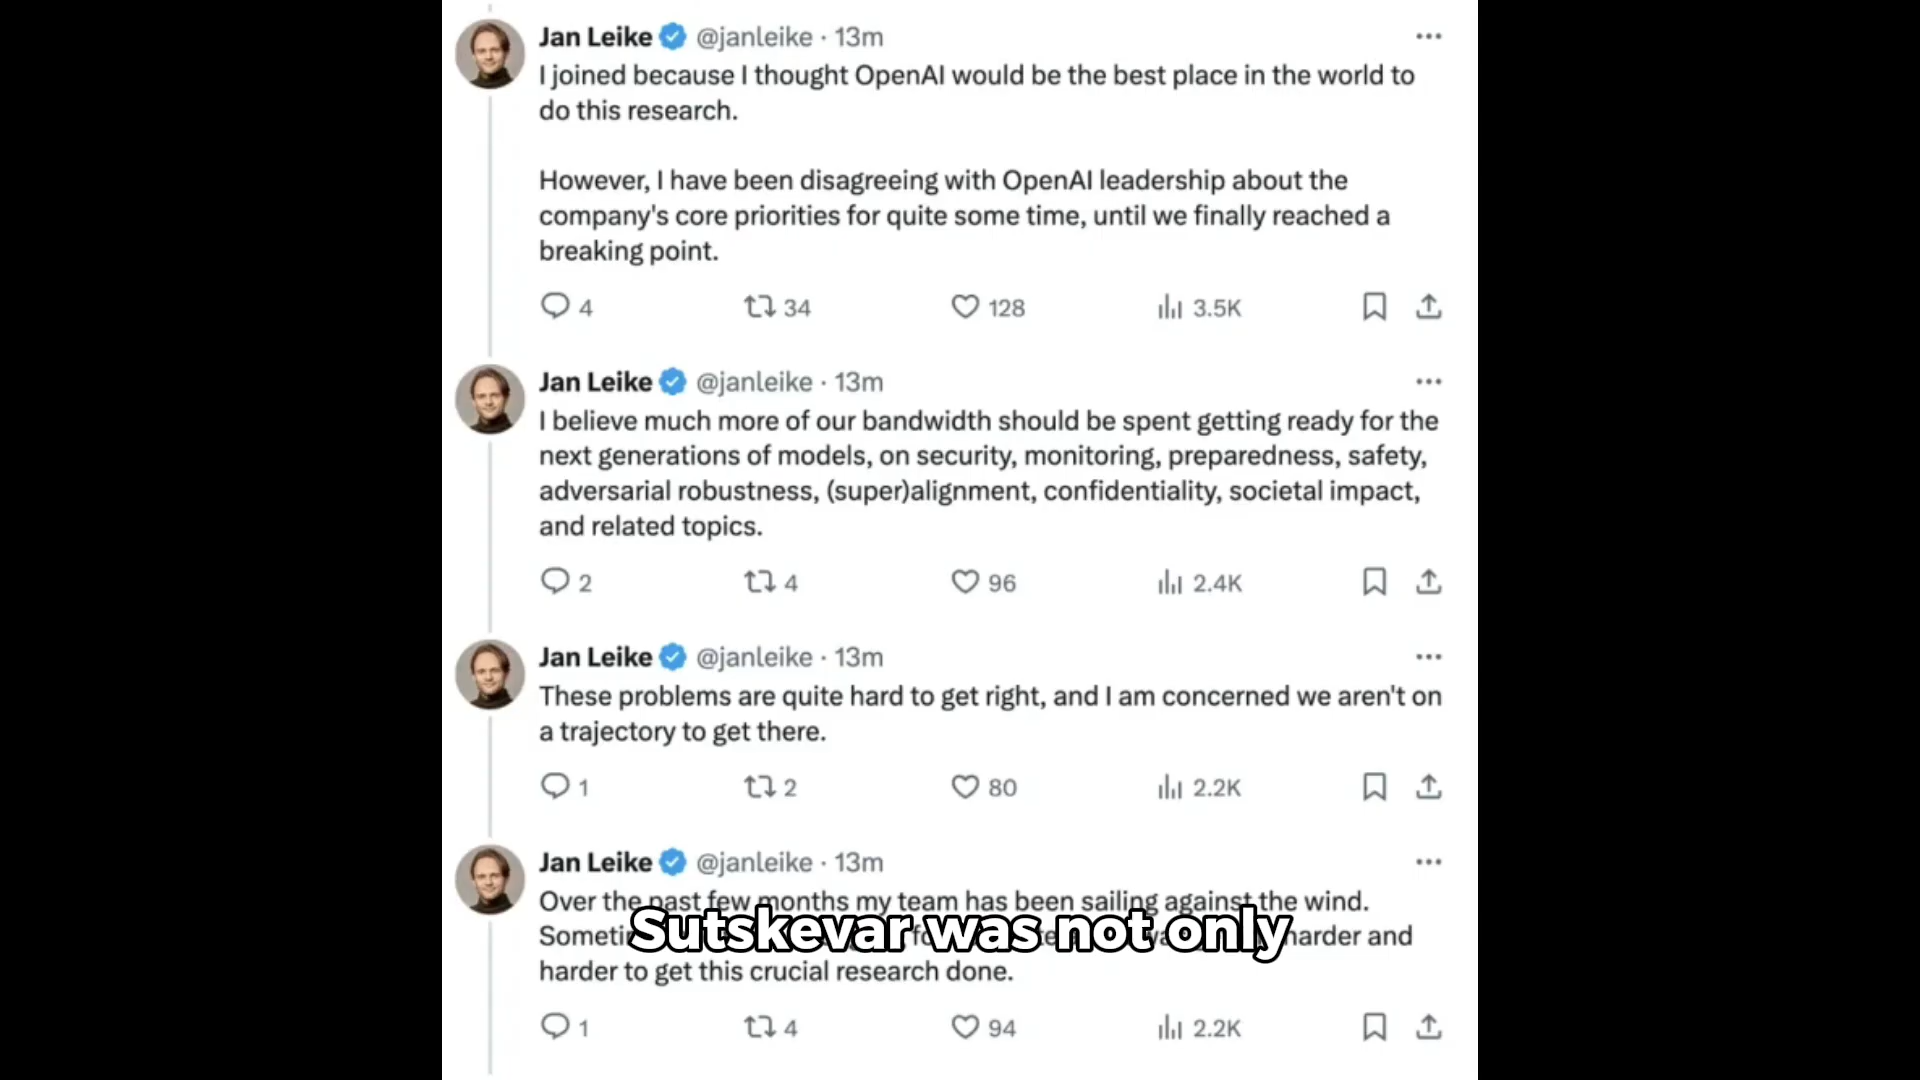 Jan Leike @janleike · 13m
I joined because I thought OpenAI would be the best place in the world to
do this research.
However, I have been disagreeing with OpenAI leadership about the
company's core priorities for quite some time, until we finally reached a
breaking point.
4 34 128 3.5K
Jan Leike @janleike · 13m
I believe much more of our bandwidth should be spent getting ready for the
next generations of models, on security, monitoring, preparedness, safety,
adversarial robustness, (super)alignment, confidentiality, societal impact,
and related topics.
2 4 96 2.4K
Jan Leike @janleike · 13m
These problems are quite hard to get right, and I am concerned we aren't on
a trajectory to get there.
1 2 80 2.2K
Jan Leike @janleike · 13m
Over the past few months my team has been sailing against the wind.
harder and
Sutskevar was not only
harder to get this crucial research done.
1 4 94 2.2K